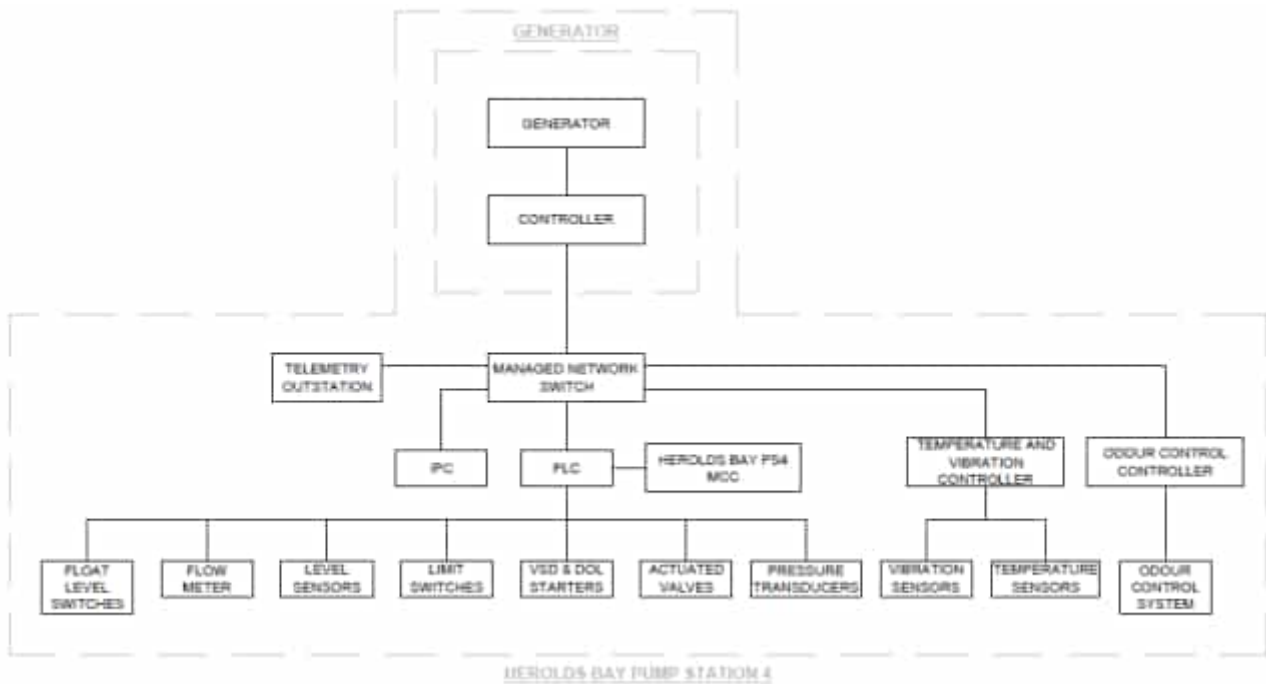 GENERATOR
GENERATOR
CONTROLLER
TELEMETRY
OUTSTATION
MANAGED NETWORK
SWITCH
IPC
PLC
HEROLDS BAY PS4
MCC
TEMPERATURE AND
VIBRATION
CONTROLLER
ODOUR CONTROL
CONTROLLER
FLOAT
LEVEL
SWITCHES
FLOW
METER
LEVEL
SENSORS
LIMIT
SWITCHES
VSD & DOL
STARTERS
ACTUATED
VALVES
PRESSURE
TRANSDUCERS
VIBRATION
SENSORS
TEMPERATURE
SENSORS
ODOUR
CONTROL
SYSTEM
HEROLDS BAY PUMP STATION 4